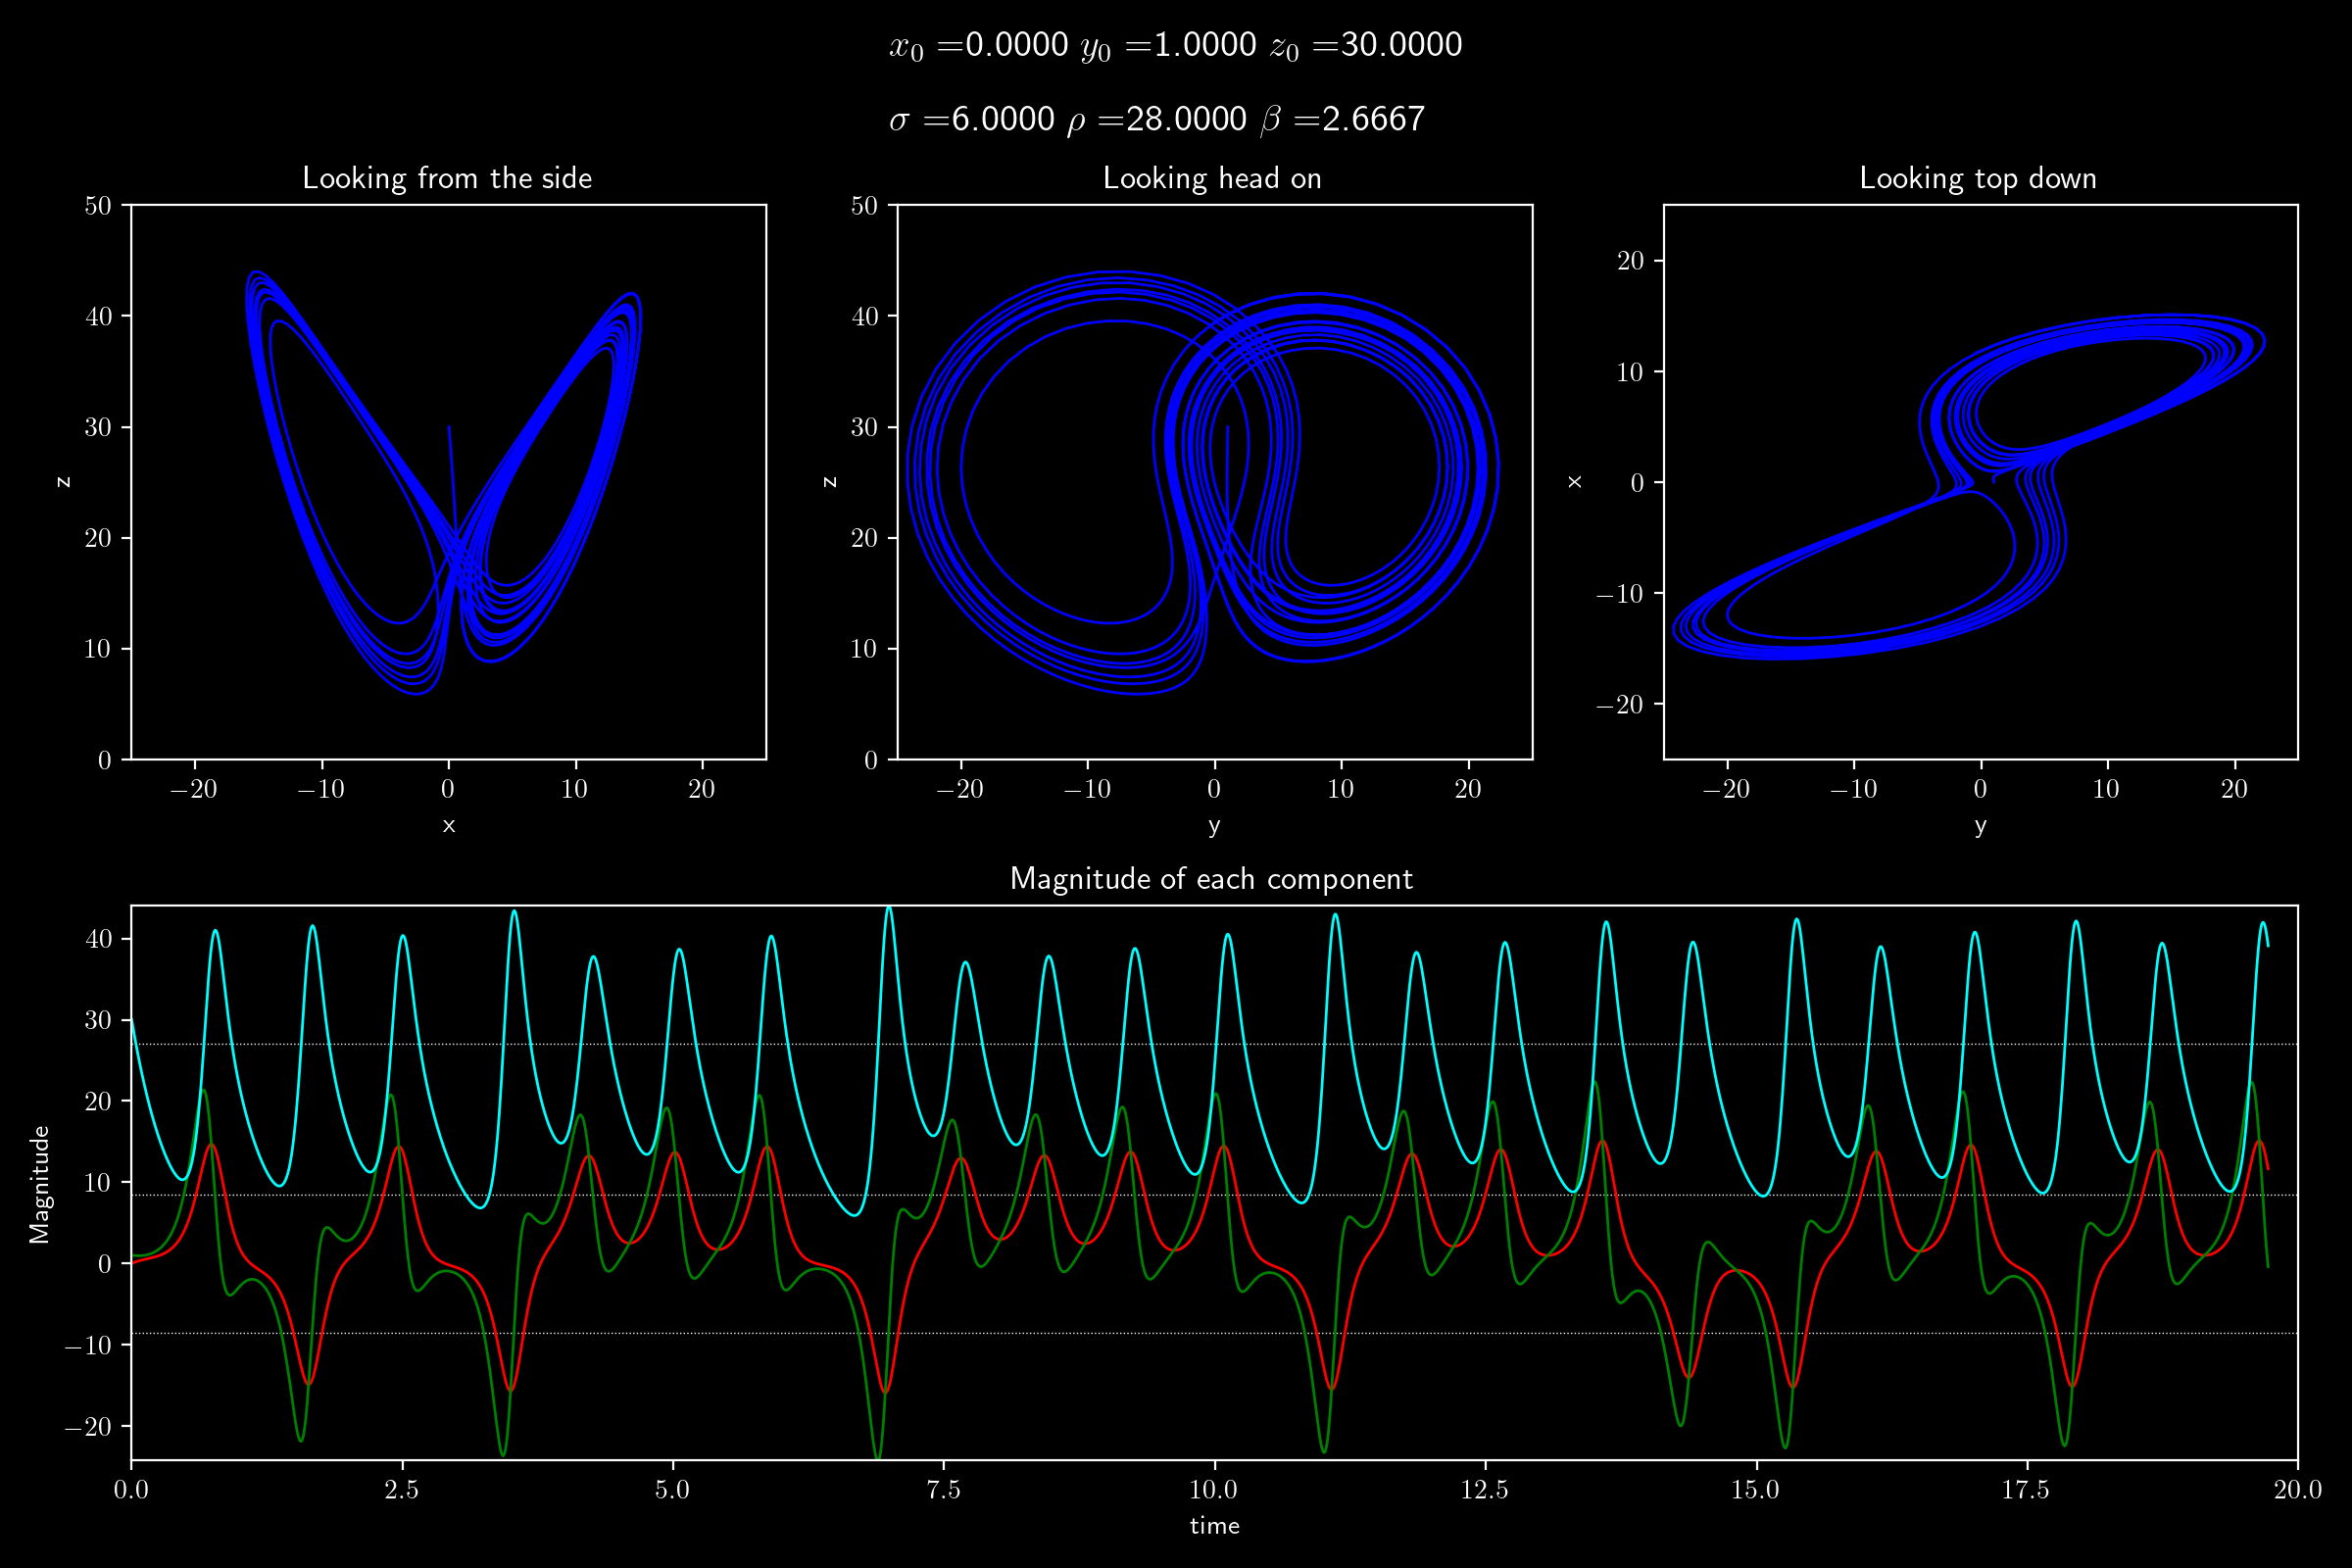 x₀ =0.0000 y₀ =1.0000 z₀ =30.0000
σ =6.0000 ρ =28.0000 β =2.6667
Looking from the side
50
40
30
20
10
0
z
−20 −10 0 10 20
x
Looking head on
50
40
30
20
10
0
z
−20 −10 0 10 20
y
Looking top down
20
10
0
−10
−20
x
−20 −10 0 10 20
y
Magnitude of each component
40
30
20
10
0
−10
−20
Magnitude
0.0 2.5 5.0 7.5 10.0 12.5 15.0 17.5 20.0
time